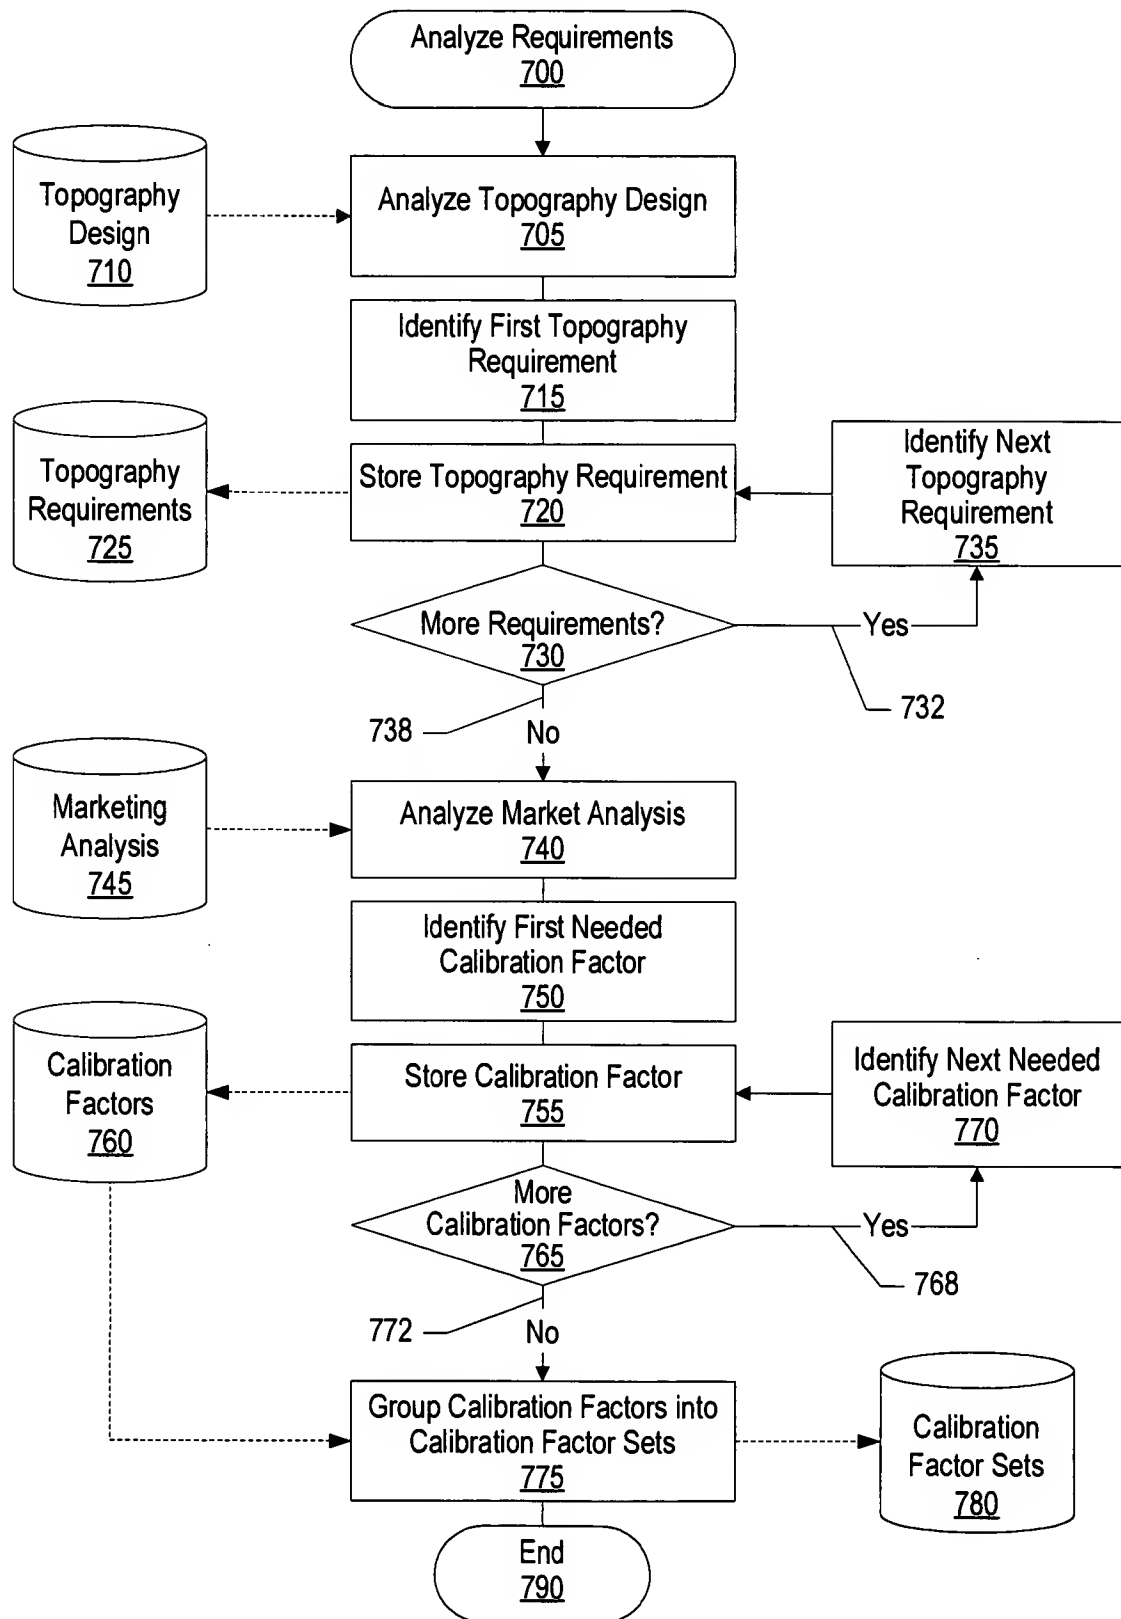 Analyze Requirements
700
Topography
Design
710
Analyze Topography Design
705
Identify First Topography
Requirement
715
Topography
Requirements
725
Store Topography Requirement
720
Identify Next
Topography
Requirement
735
More Requirements?
730
Yes
732
738
No
Marketing
Analysis
745
Analyze Market Analysis
740
Identify First Needed
Calibration Factor
750
Calibration
Factors
760
Store Calibration Factor
755
Identify Next Needed
Calibration Factor
770
More
Calibration Factors?
765
Yes
768
772
No
Group Calibration Factors into
Calibration Factor Sets
775
Calibration
Factor Sets
780
End
790